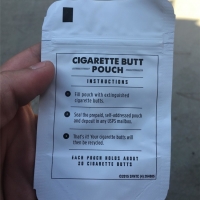 CIGARETTE BUTT
POUCH
INSTRUCTIONS
Fill pouch with extinguished
cigarette butts.
Seal the prepaid, self-addressed pouch
and deposit in any USPS mailbox.
That's it! Your cigarette butts will
then be recycled.
EACH POUCH HOLDS ABOUT
20 CIGARETTE BUTTS